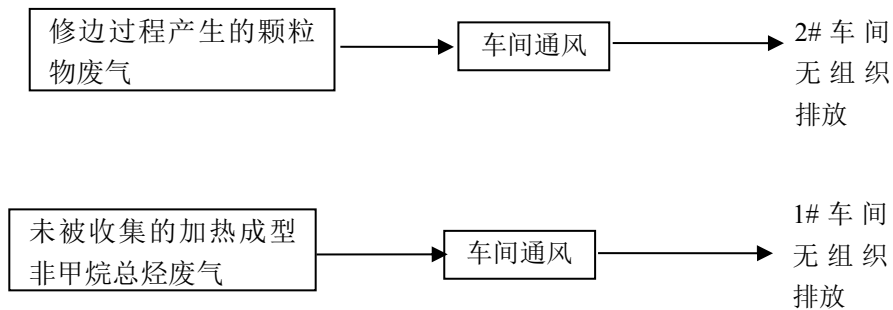 修边过程产生的颗粒
物废气
车间通风
2# 车间
无组织
排放
未被收集的加热成型
非甲烷总烃废气
车间通风
1# 车间
无组织
排放